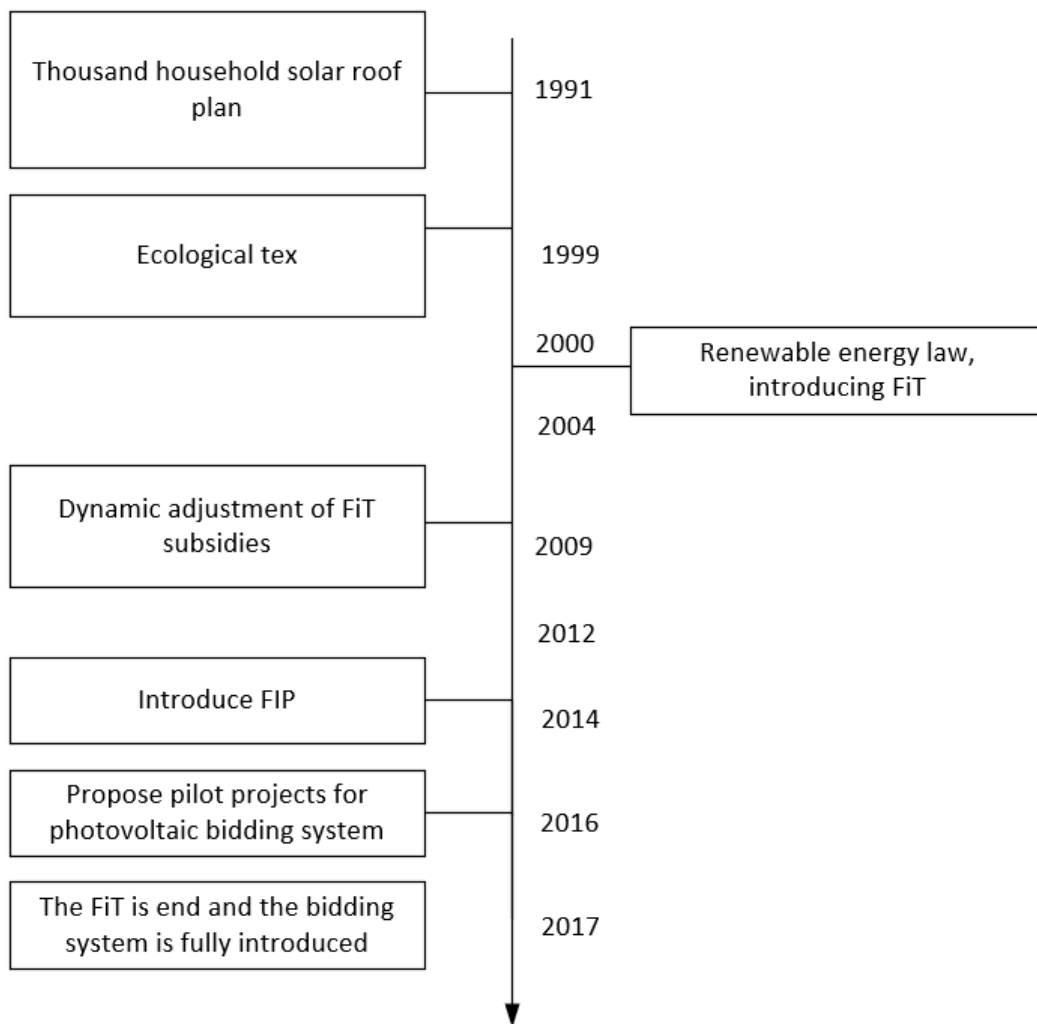 Thousand household solar roof
plan
1991
Ecological tex
1999
2000
Renewable energy law,
introducing FiT
2004
Dynamic adjustment of FiT
subsidies
2009
2012
Introduce FIP
2014
Propose pilot projects for
photovoltaic bidding system
2016
The FiT is end and the bidding
system is fully introduced
2017